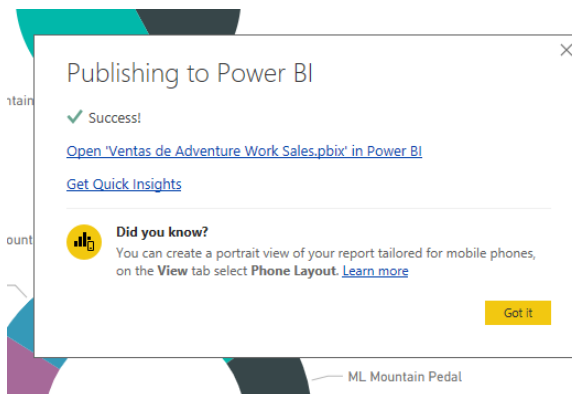 Publishing to Power BI
ntain
Success!
Open 'Ventas de Adventure Work Sales.pbix' in Power BI
Get Quick Insights
Did you know?
ount
You can create a portrait view of your report tailored for mobile phones,
on the View tab select Phone Layout. Learn more
Got it
ML Mountain Pedal